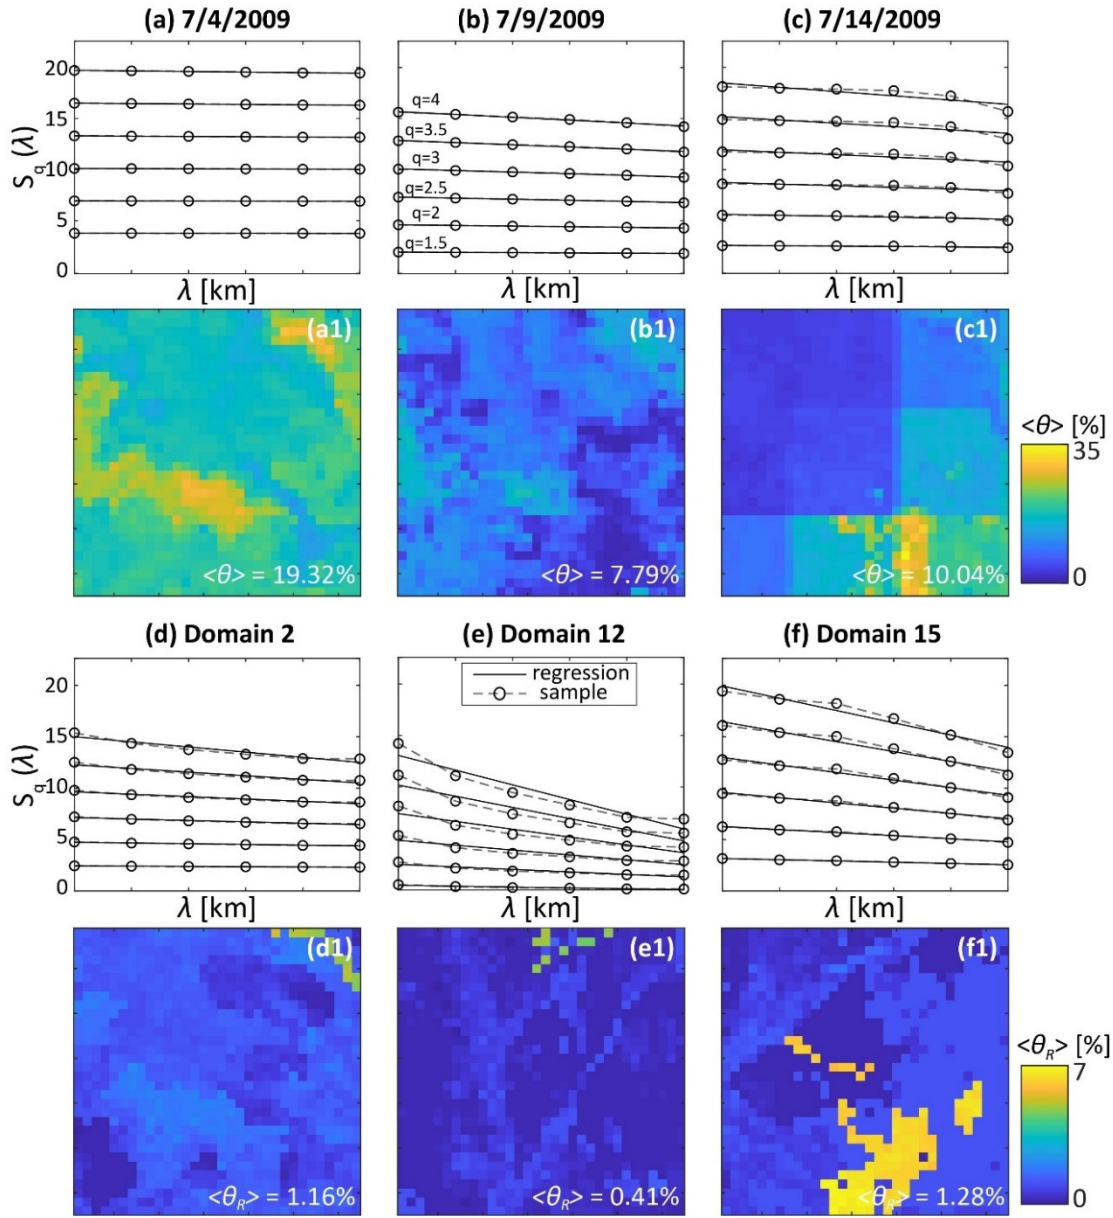 (a) 7/4/2009
(b) 7/9/2009
(c) 7/14/2009
20
15
10
5
0
S_q (λ)
q=4
q=3.5
q=3
q=2.5
q=2
q=1.5
λ [km]
λ [km]
λ [km]
(a1)
(b1)
(c1)
<θ> [%]
35
0
<θ> = 19.32%
<θ> = 7.79%
<θ> = 10.04%
(d) Domain 2
(e) Domain 12
(f) Domain 15
20
15
10
5
0
S_q (λ)
regression
sample
λ [km]
λ [km]
λ [km]
(d1)
(e1)
(f1)
<θ_R> [%]
7
0
<θ_R> = 1.16%
<θ_R> = 0.41%
<θ_R> = 1.28%